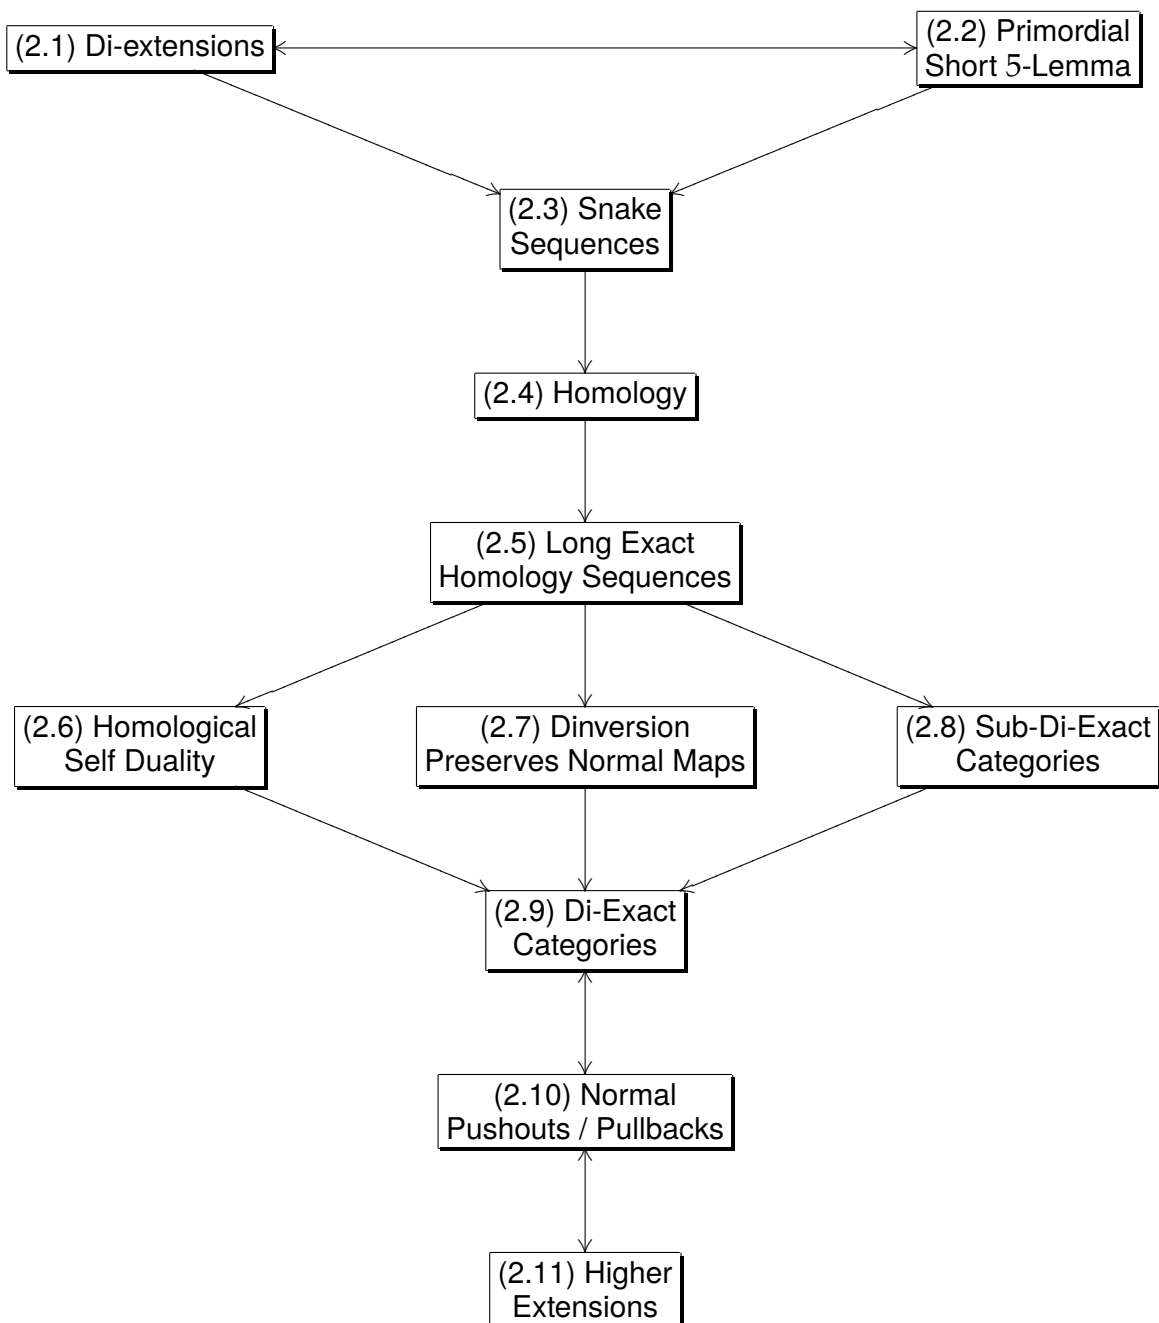 (2.1) Di-extensions
(2.2) Primordial
Short 5-Lemma
(2.3) Snake
Sequences
(2.4) Homology
(2.5) Long Exact
Homology Sequences
(2.6) Homological
Self Duality
(2.7) Dinversion
Preserves Normal Maps
(2.8) Sub-Di-Exact
Categories
(2.9) Di-Exact
Categories
(2.10) Normal
Pushouts / Pullbacks
(2.11) Higher
Extensions